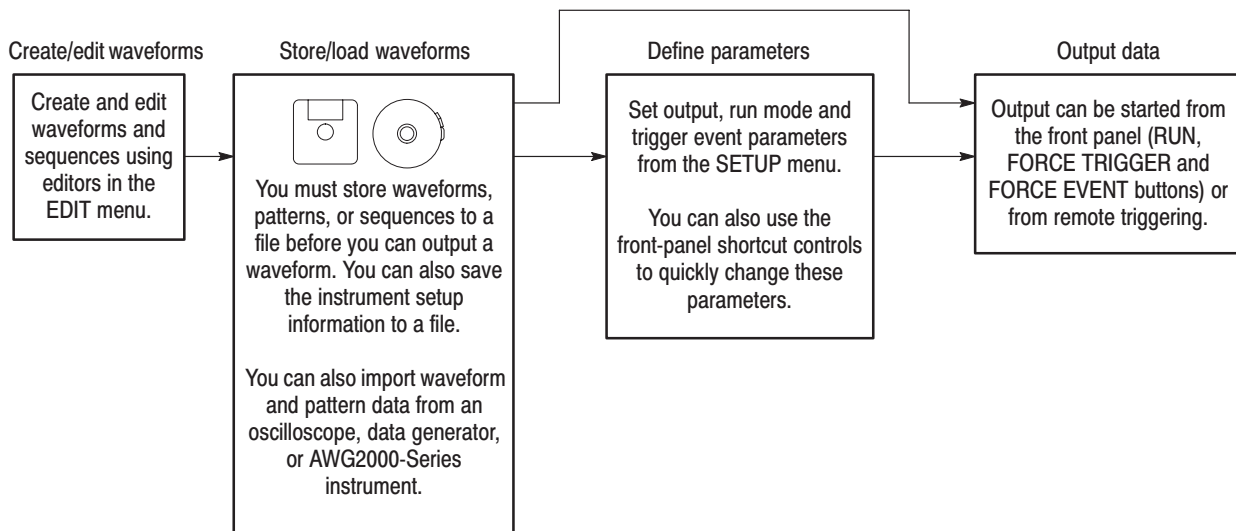 Create/edit waveforms
Create and edit
waveforms and
sequences using
editors in the
EDIT menu.
Store/load waveforms
You must store waveforms,
patterns, or sequences to a
file before you can output a
waveform. You can also save
the instrument setup
information to a file.
You can also import waveform
and pattern data from an
oscilloscope, data generator,
or AWG2000-Series
instrument.
Define parameters
Set output, run mode and
trigger event parameters
from the SETUP menu.
You can also use the
front-panel shortcut controls
to quickly change these
parameters.
Output data
Output can be started from
the front panel (RUN,
FORCE TRIGGER and
FORCE EVENT buttons) or
from remote triggering.